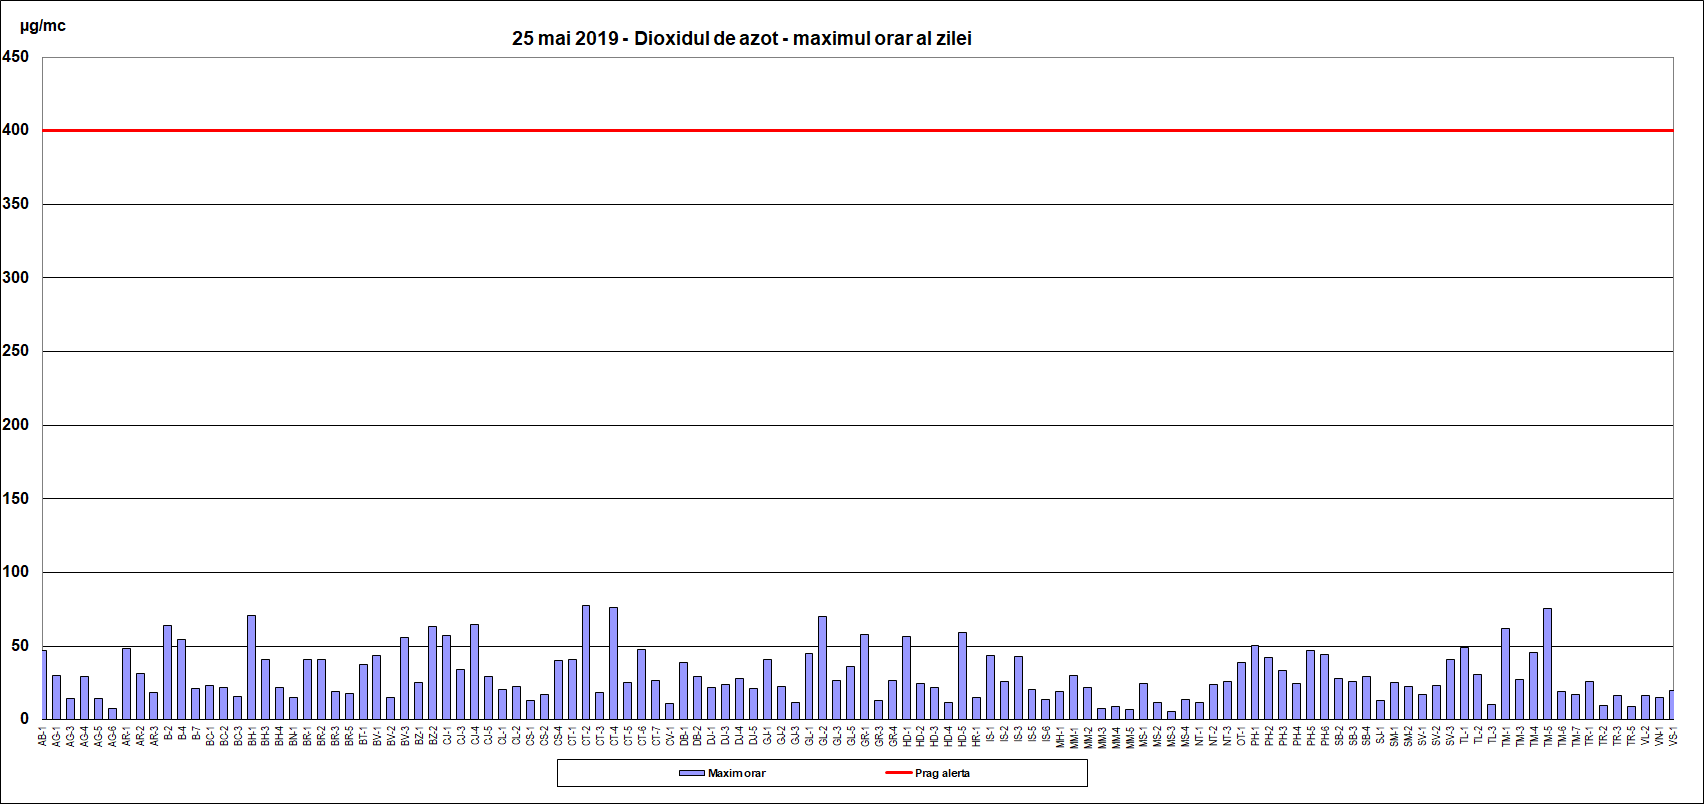 µg/mc
25 mai 2019 - Dioxidul de azot - maximul orar al zilei
450
400
350
300
250
200
150
100
50
0
AB-1 AG-1 AG-3 AG-4 AG-5 AG-6 AR-1 AR-2 AR-3 B-2 B-4 B-7 BC-1 BC-2 BC-3 BH-1 BH-3 BH-4 BN-1 BR-1 BR-2 BR-3 BR-5 BT-1 BV-1 BV-2 BV-3 BZ-1 BZ-2 CJ-1 CJ-3 CJ-4 CJ-5 CL-1 CL-2 CS-1 CS-2 CS-4 CT-1 CT-2 CT-3 CT-4 CT-5 CT-6 CT-7 CV-1 DB-1 DB-2 DJ-1 DJ-3 DJ-4 DJ-5 GJ-1 GJ-2 GJ-3 GL-1 GL-2 GL-3 GL-5 GR-1 GR-3 GR-4 HD-1 HD-2 HD-3 HD-4 HD-5 HR-1 IS-1 IS-2 IS-3 IS-5 IS-6 MH-1 MM-1 MM-2 MM-3 MM-4 MM-5 MS-1 MS-2 MS-3 MS-4 NT-1 NT-2 NT-3 OT-1 PH-1 PH-2 PH-3 PH-4 PH-5 PH-6 SB-2 SB-3 SB-4 SJ-1 SM-1 SM-2 SV-1 SV-2 SV-3 TL-1 TL-2 TL-3 TM-1 TM-3 TM-4 TM-5 TM-6 TM-7 TR-1 TR-2 TR-3 TR-5 VL-2 VN-1 VS-1
Maxim orar
Prag alerta